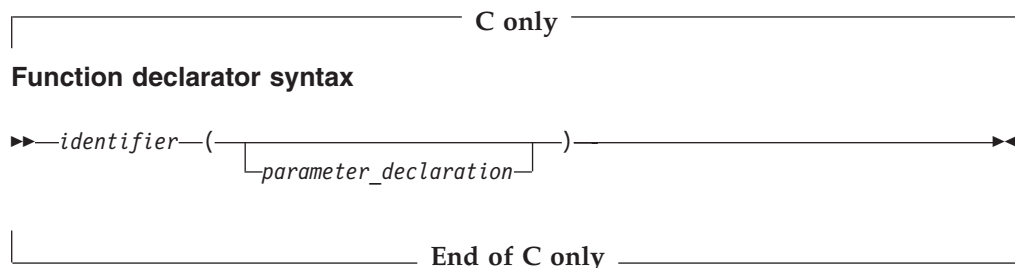 C only
Function declarator syntax
identifier ( )
parameter_declaration
End of C only